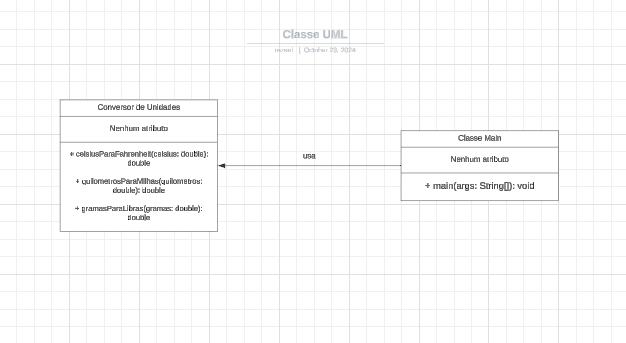 Classe UML
| October 23, 2024
Conversor de Unidades
Nenhum atributo
+ celsiusParaFahrenheit(celsius: double):
double
+ quilometrosParaMilhas(quilometros:
double): double
+ gramasParaLibras(gramas: double):
double
usa
Classe Main
Nenhum atributo
+ main(args: String[]): void